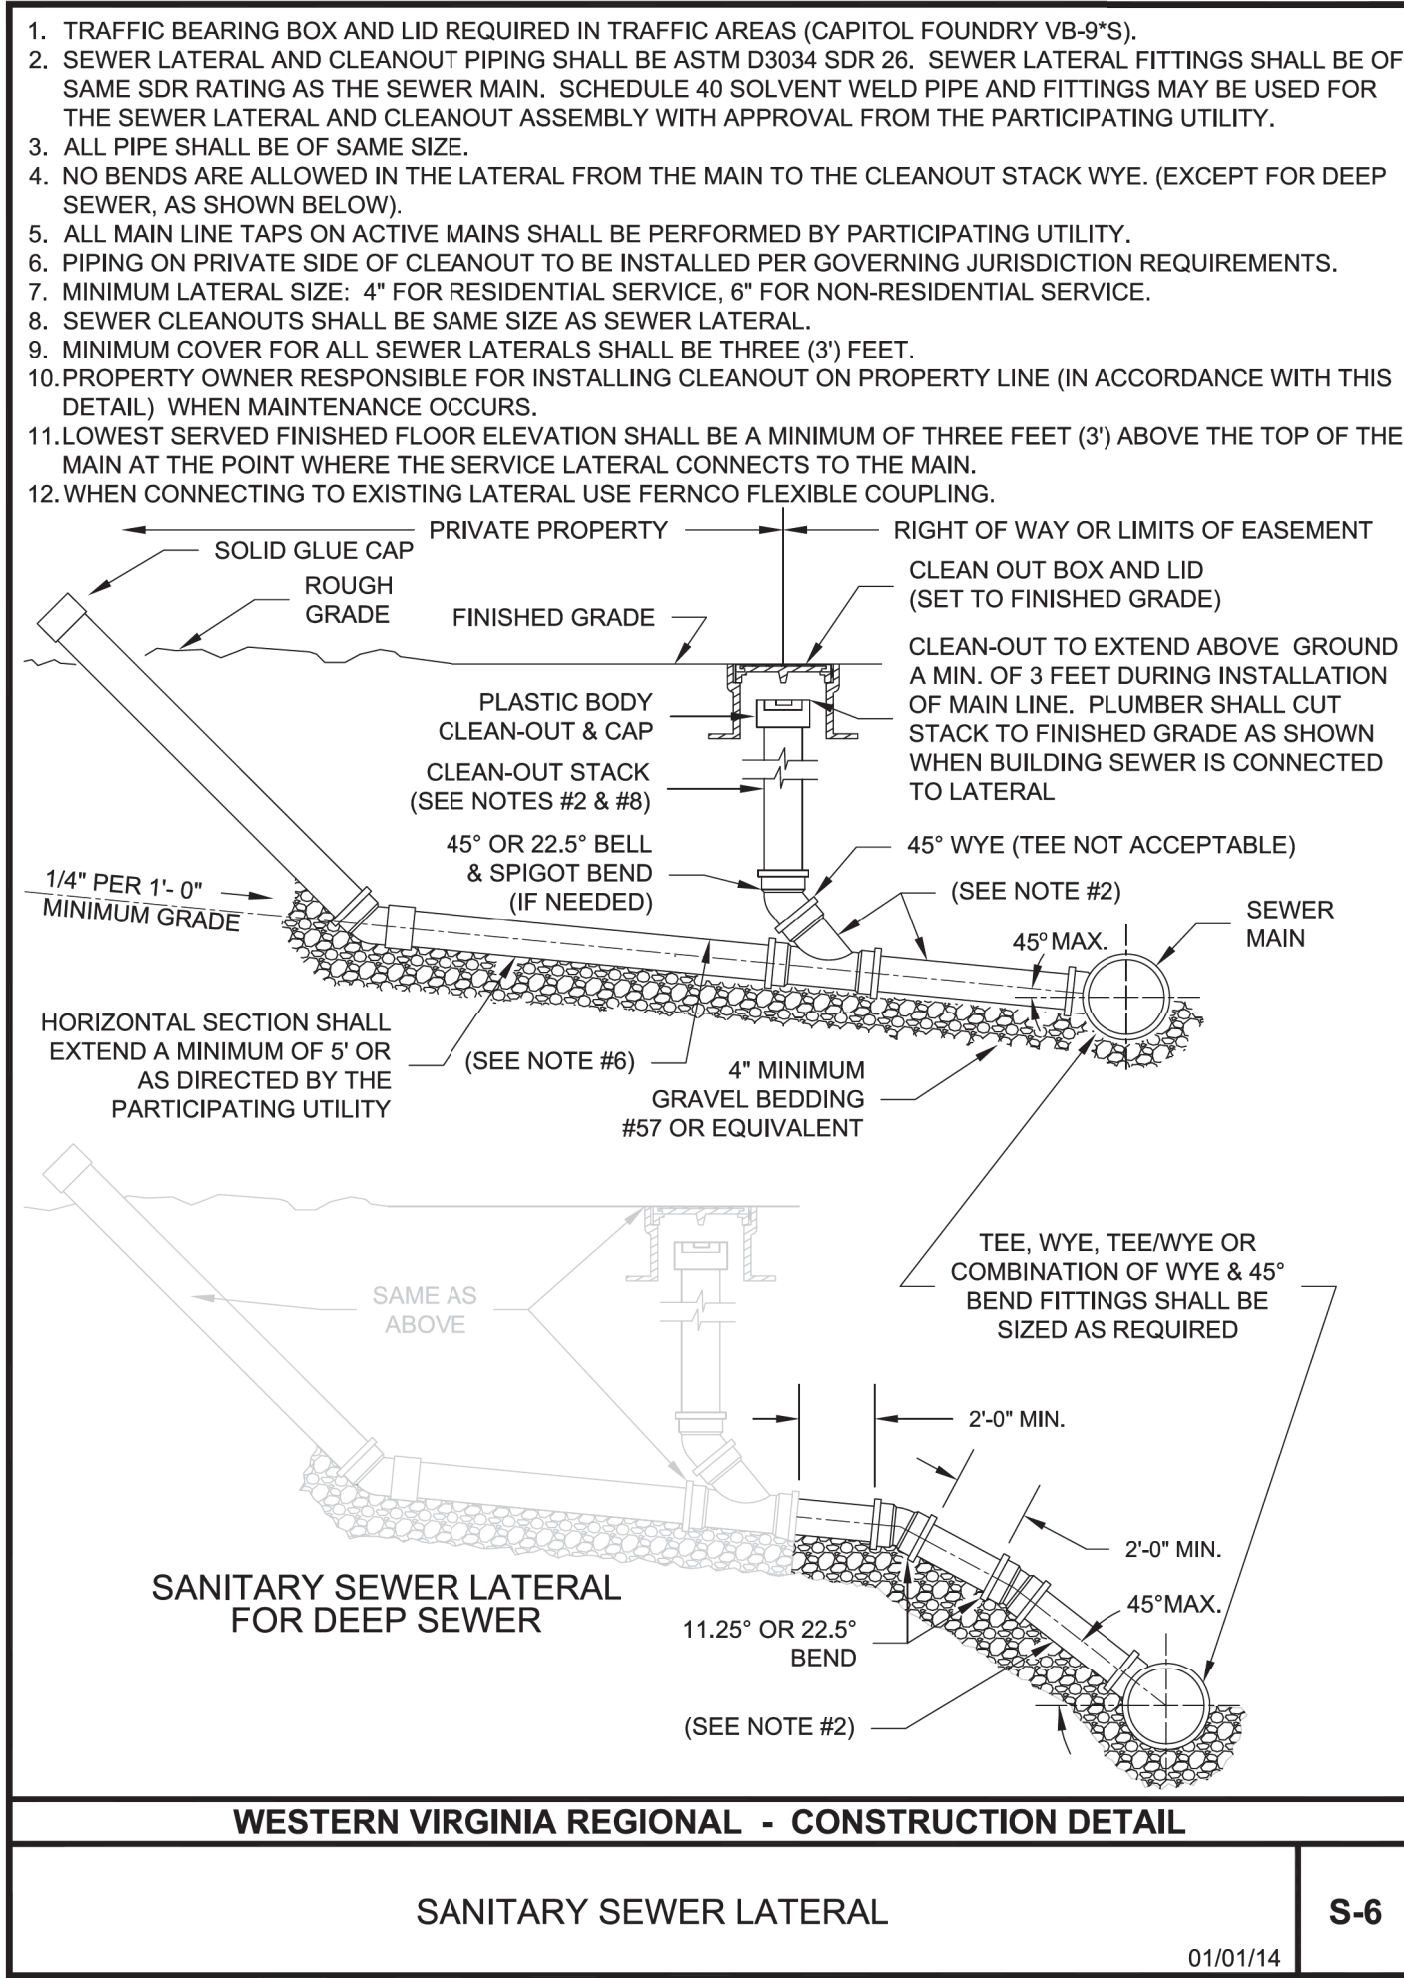 1. TRAFFIC BEARING BOX AND LID REQUIRED IN TRAFFIC AREAS (CAPITOL FOUNDRY VB-9*S).
2. SEWER LATERAL AND CLEANOUT PIPING SHALL BE ASTM D3034 SDR 26. SEWER LATERAL FITTINGS SHALL BE OF
SAME SDR RATING AS THE SEWER MAIN. SCHEDULE 40 SOLVENT WELD PIPE AND FITTINGS MAY BE USED FOR
THE SEWER LATERAL AND CLEANOUT ASSEMBLY WITH APPROVAL FROM THE PARTICIPATING UTILITY.
3. ALL PIPE SHALL BE OF SAME SIZE.
4. NO BENDS ARE ALLOWED IN THE LATERAL FROM THE MAIN TO THE CLEANOUT STACK WYE. (EXCEPT FOR DEEP
SEWER, AS SHOWN BELOW).
5. ALL MAIN LINE TAPS ON ACTIVE MAINS SHALL BE PERFORMED BY PARTICIPATING UTILITY.
6. PIPING ON PRIVATE SIDE OF CLEANOUT TO BE INSTALLED PER GOVERNING JURISDICTION REQUIREMENTS.
7. MINIMUM LATERAL SIZE: 4" FOR RESIDENTIAL SERVICE, 6" FOR NON-RESIDENTIAL SERVICE.
8. SEWER CLEANOUTS SHALL BE SAME SIZE AS SEWER LATERAL.
9. MINIMUM COVER FOR ALL SEWER LATERALS SHALL BE THREE (3') FEET.
10. PROPERTY OWNER RESPONSIBLE FOR INSTALLING CLEANOUT ON PROPERTY LINE (IN ACCORDANCE WITH THIS
DETAIL) WHEN MAINTENANCE OCCURS.
11. LOWEST SERVED FINISHED FLOOR ELEVATION SHALL BE A MINIMUM OF THREE FEET (3') ABOVE THE TOP OF THE
MAIN AT THE POINT WHERE THE SERVICE LATERAL CONNECTS TO THE MAIN.
12. WHEN CONNECTING TO EXISTING LATERAL USE FERNCO FLEXIBLE COUPLING.
PRIVATE PROPERTY
RIGHT OF WAY OR LIMITS OF EASEMENT
SOLID GLUE CAP
ROUGH
GRADE
FINISHED GRADE
CLEAN OUT BOX AND LID
(SET TO FINISHED GRADE)
CLEAN-OUT TO EXTEND ABOVE GROUND
A MIN. OF 3 FEET DURING INSTALLATION
OF MAIN LINE. PLUMBER SHALL CUT
STACK TO FINISHED GRADE AS SHOWN
WHEN BUILDING SEWER IS CONNECTED
TO LATERAL
PLASTIC BODY
CLEAN-OUT & CAP
CLEAN-OUT STACK
(SEE NOTES #2 & #8)
45° OR 22.5° BELL
& SPIGOT BEND
(IF NEEDED)
45° WYE (TEE NOT ACCEPTABLE)
(SEE NOTE #2)
1/4" PER 1'- 0"
MINIMUM GRADE
45° MAX.
SEWER
MAIN
HORIZONTAL SECTION SHALL
EXTEND A MINIMUM OF 5' OR
AS DIRECTED BY THE
PARTICIPATING UTILITY
(SEE NOTE #6)
4" MINIMUM
GRAVEL BEDDING
#57 OR EQUIVALENT
TEE, WYE, TEE/WYE OR
COMBINATION OF WYE & 45°
BEND FITTINGS SHALL BE
SIZED AS REQUIRED
SAME AS
ABOVE
2'-0" MIN.
2'-0" MIN.
45°MAX.
SANITARY SEWER LATERAL
FOR DEEP SEWER
11.25° OR 22.5°
BEND
(SEE NOTE #2)
WESTERN VIRGINIA REGIONAL - CONSTRUCTION DETAIL
SANITARY SEWER LATERAL
S-6
01/01/14